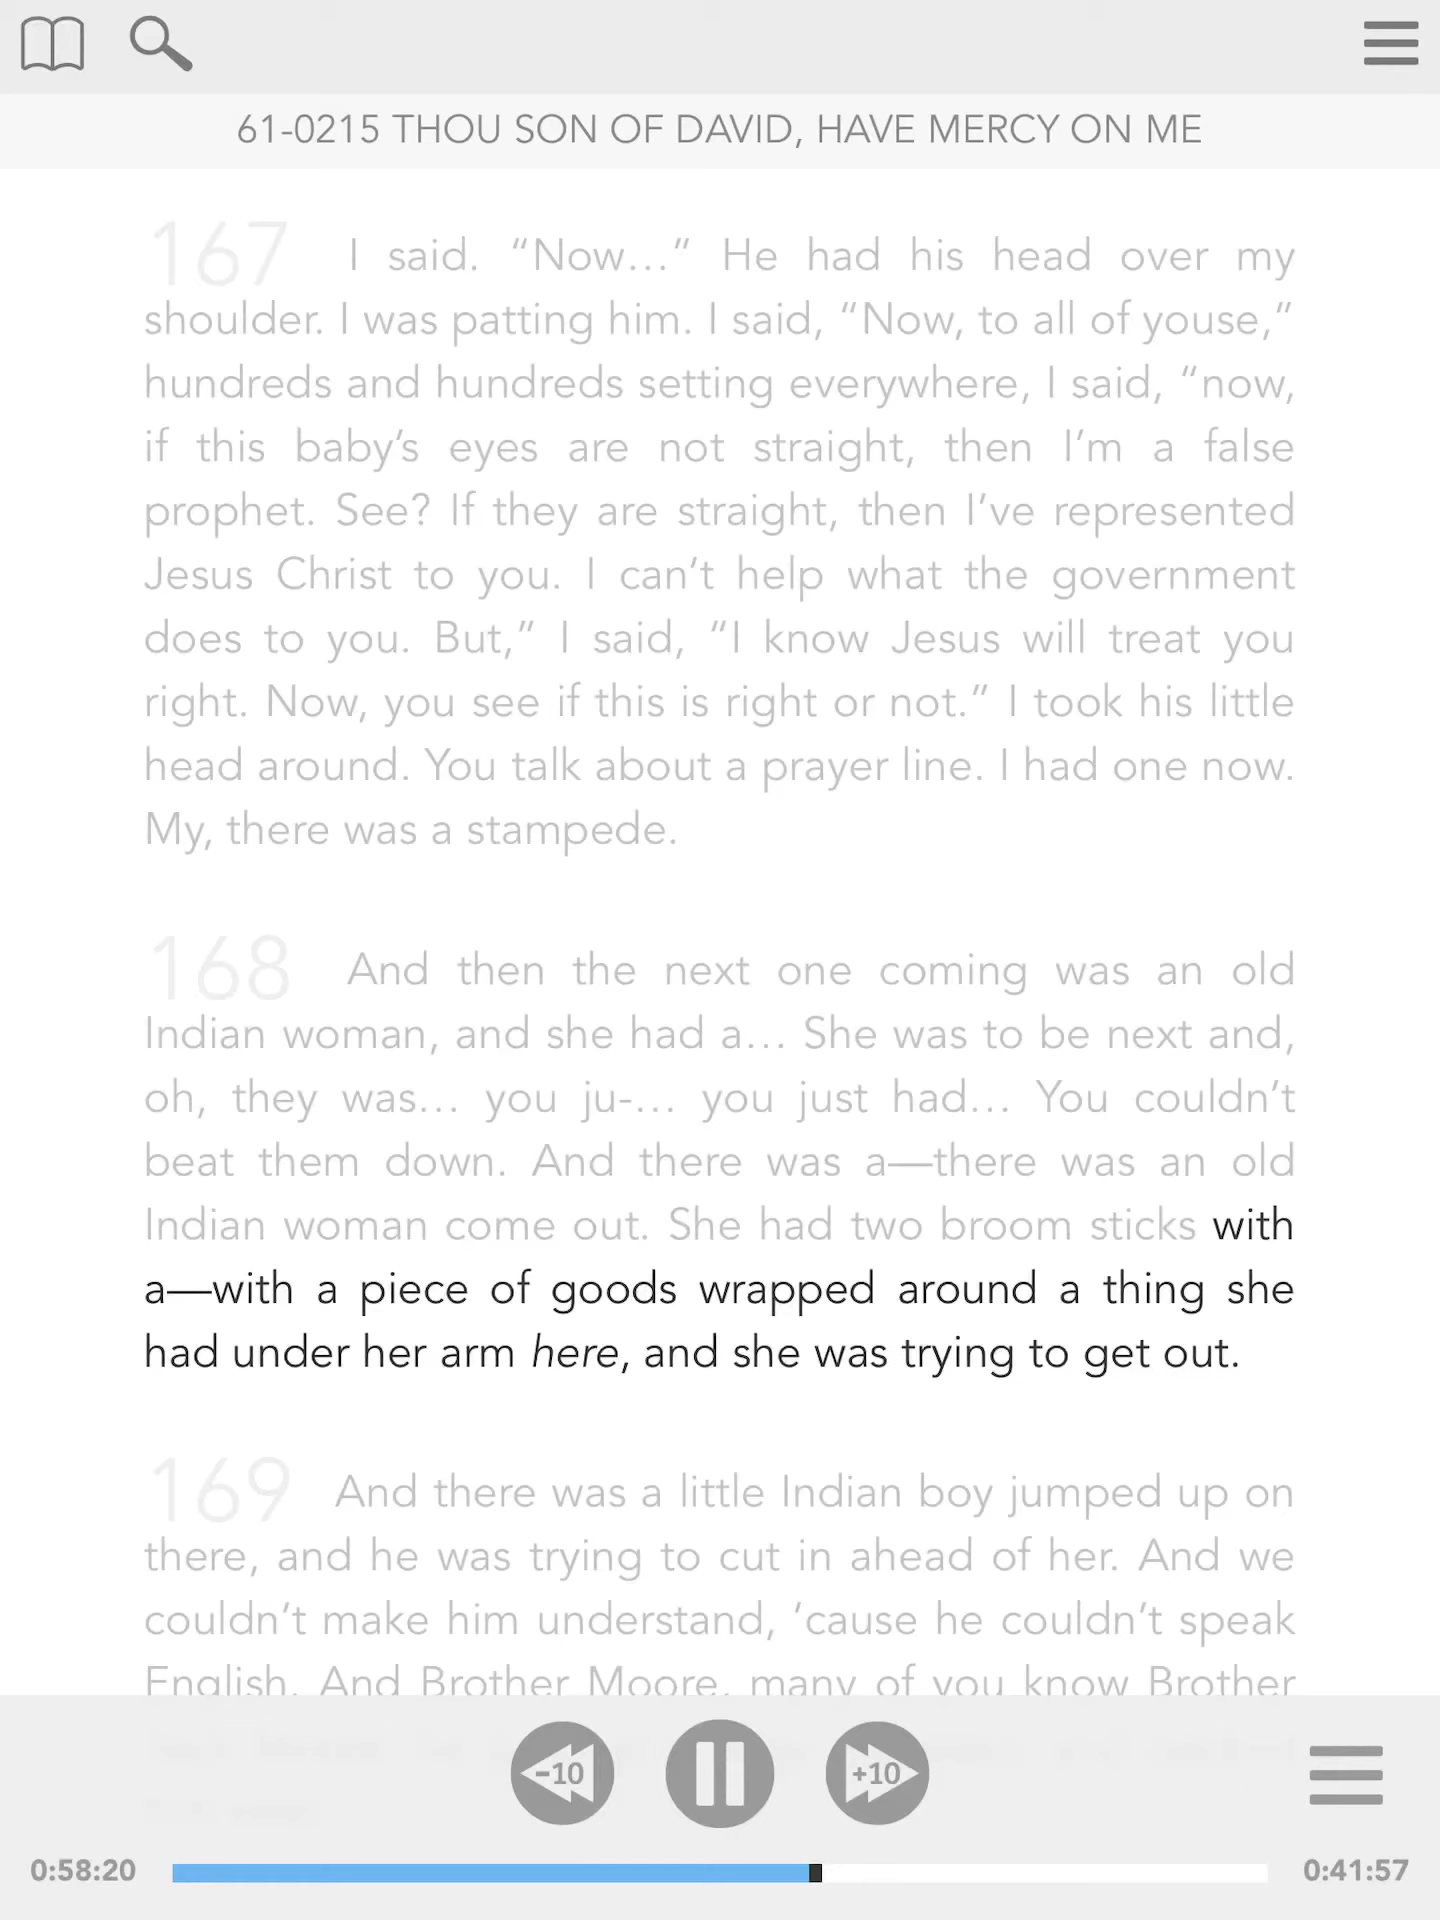 61-0215 THOU SON OF DAVID, HAVE MERCY ON ME
167 I said. “Now…” He had his head over my
shoulder. I was patting him. I said, “Now, to all of youse,”
hundreds and hundreds setting everywhere, I said, “now,
if this baby’s eyes are not straight, then I’m a false
prophet. See? If they are straight, then I’ve represented
Jesus Christ to you. I can’t help what the government
does to you. But,” I said, “I know Jesus will treat you
right. Now, you see if this is right or not.” I took his little
head around. You talk about a prayer line. I had one now.
My, there was a stampede.
168 And then the next one coming was an old
Indian woman, and she had a… She was to be next and,
oh, they was… you ju-… you just had… You couldn’t
beat them down. And there was a—there was an old
Indian woman come out. She had two broom sticks with
a—with a piece of goods wrapped around a thing she
had under her arm here, and she was trying to get out.
169 And there was a little Indian boy jumped up on
there, and he was trying to cut in ahead of her. And we
couldn’t make him understand, ’cause he couldn’t speak
English. And Brother Moore, many of you know Brother
-10 +10
0:58:20 0:41:57